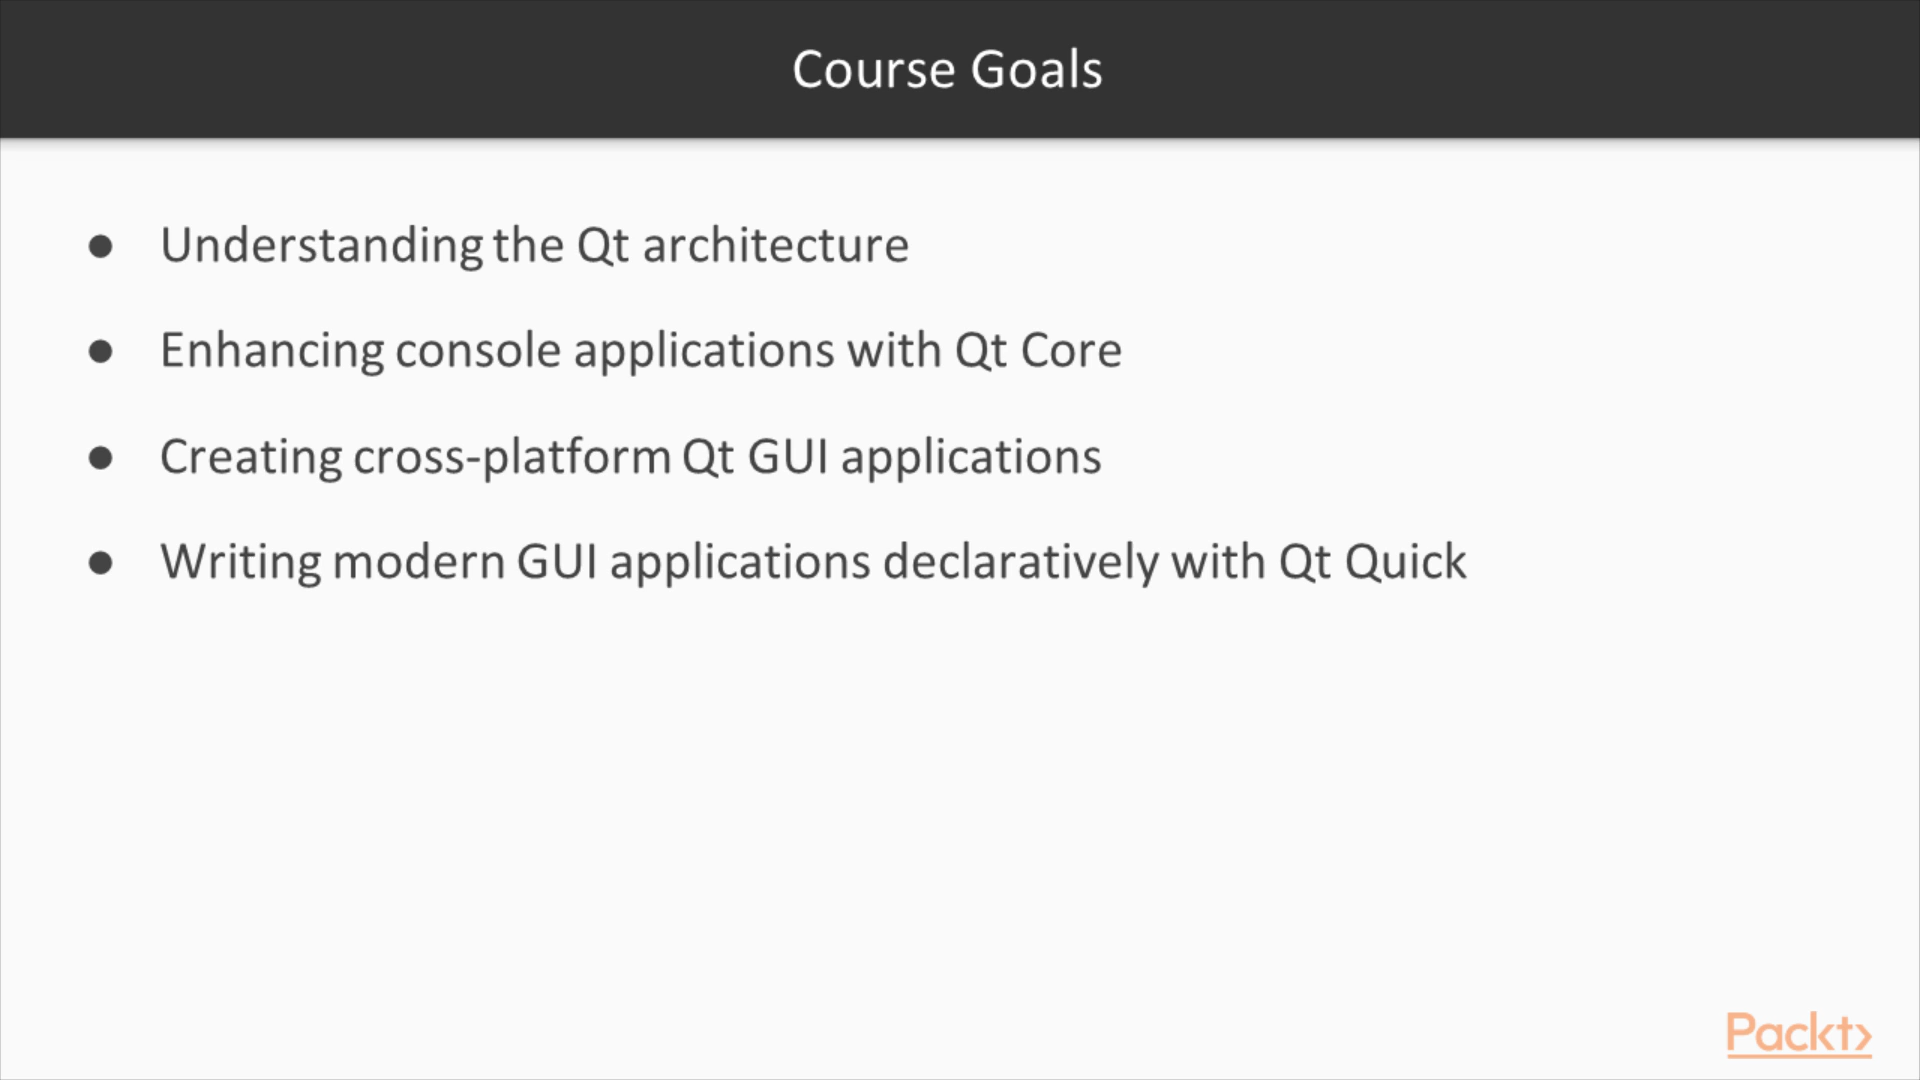 Course Goals
● Understanding the Qt architecture
● Enhancing console applications with Qt Core
● Creating cross-platform Qt GUI applications
● Writing modern GUI applications declaratively with Qt Quick
Packt>